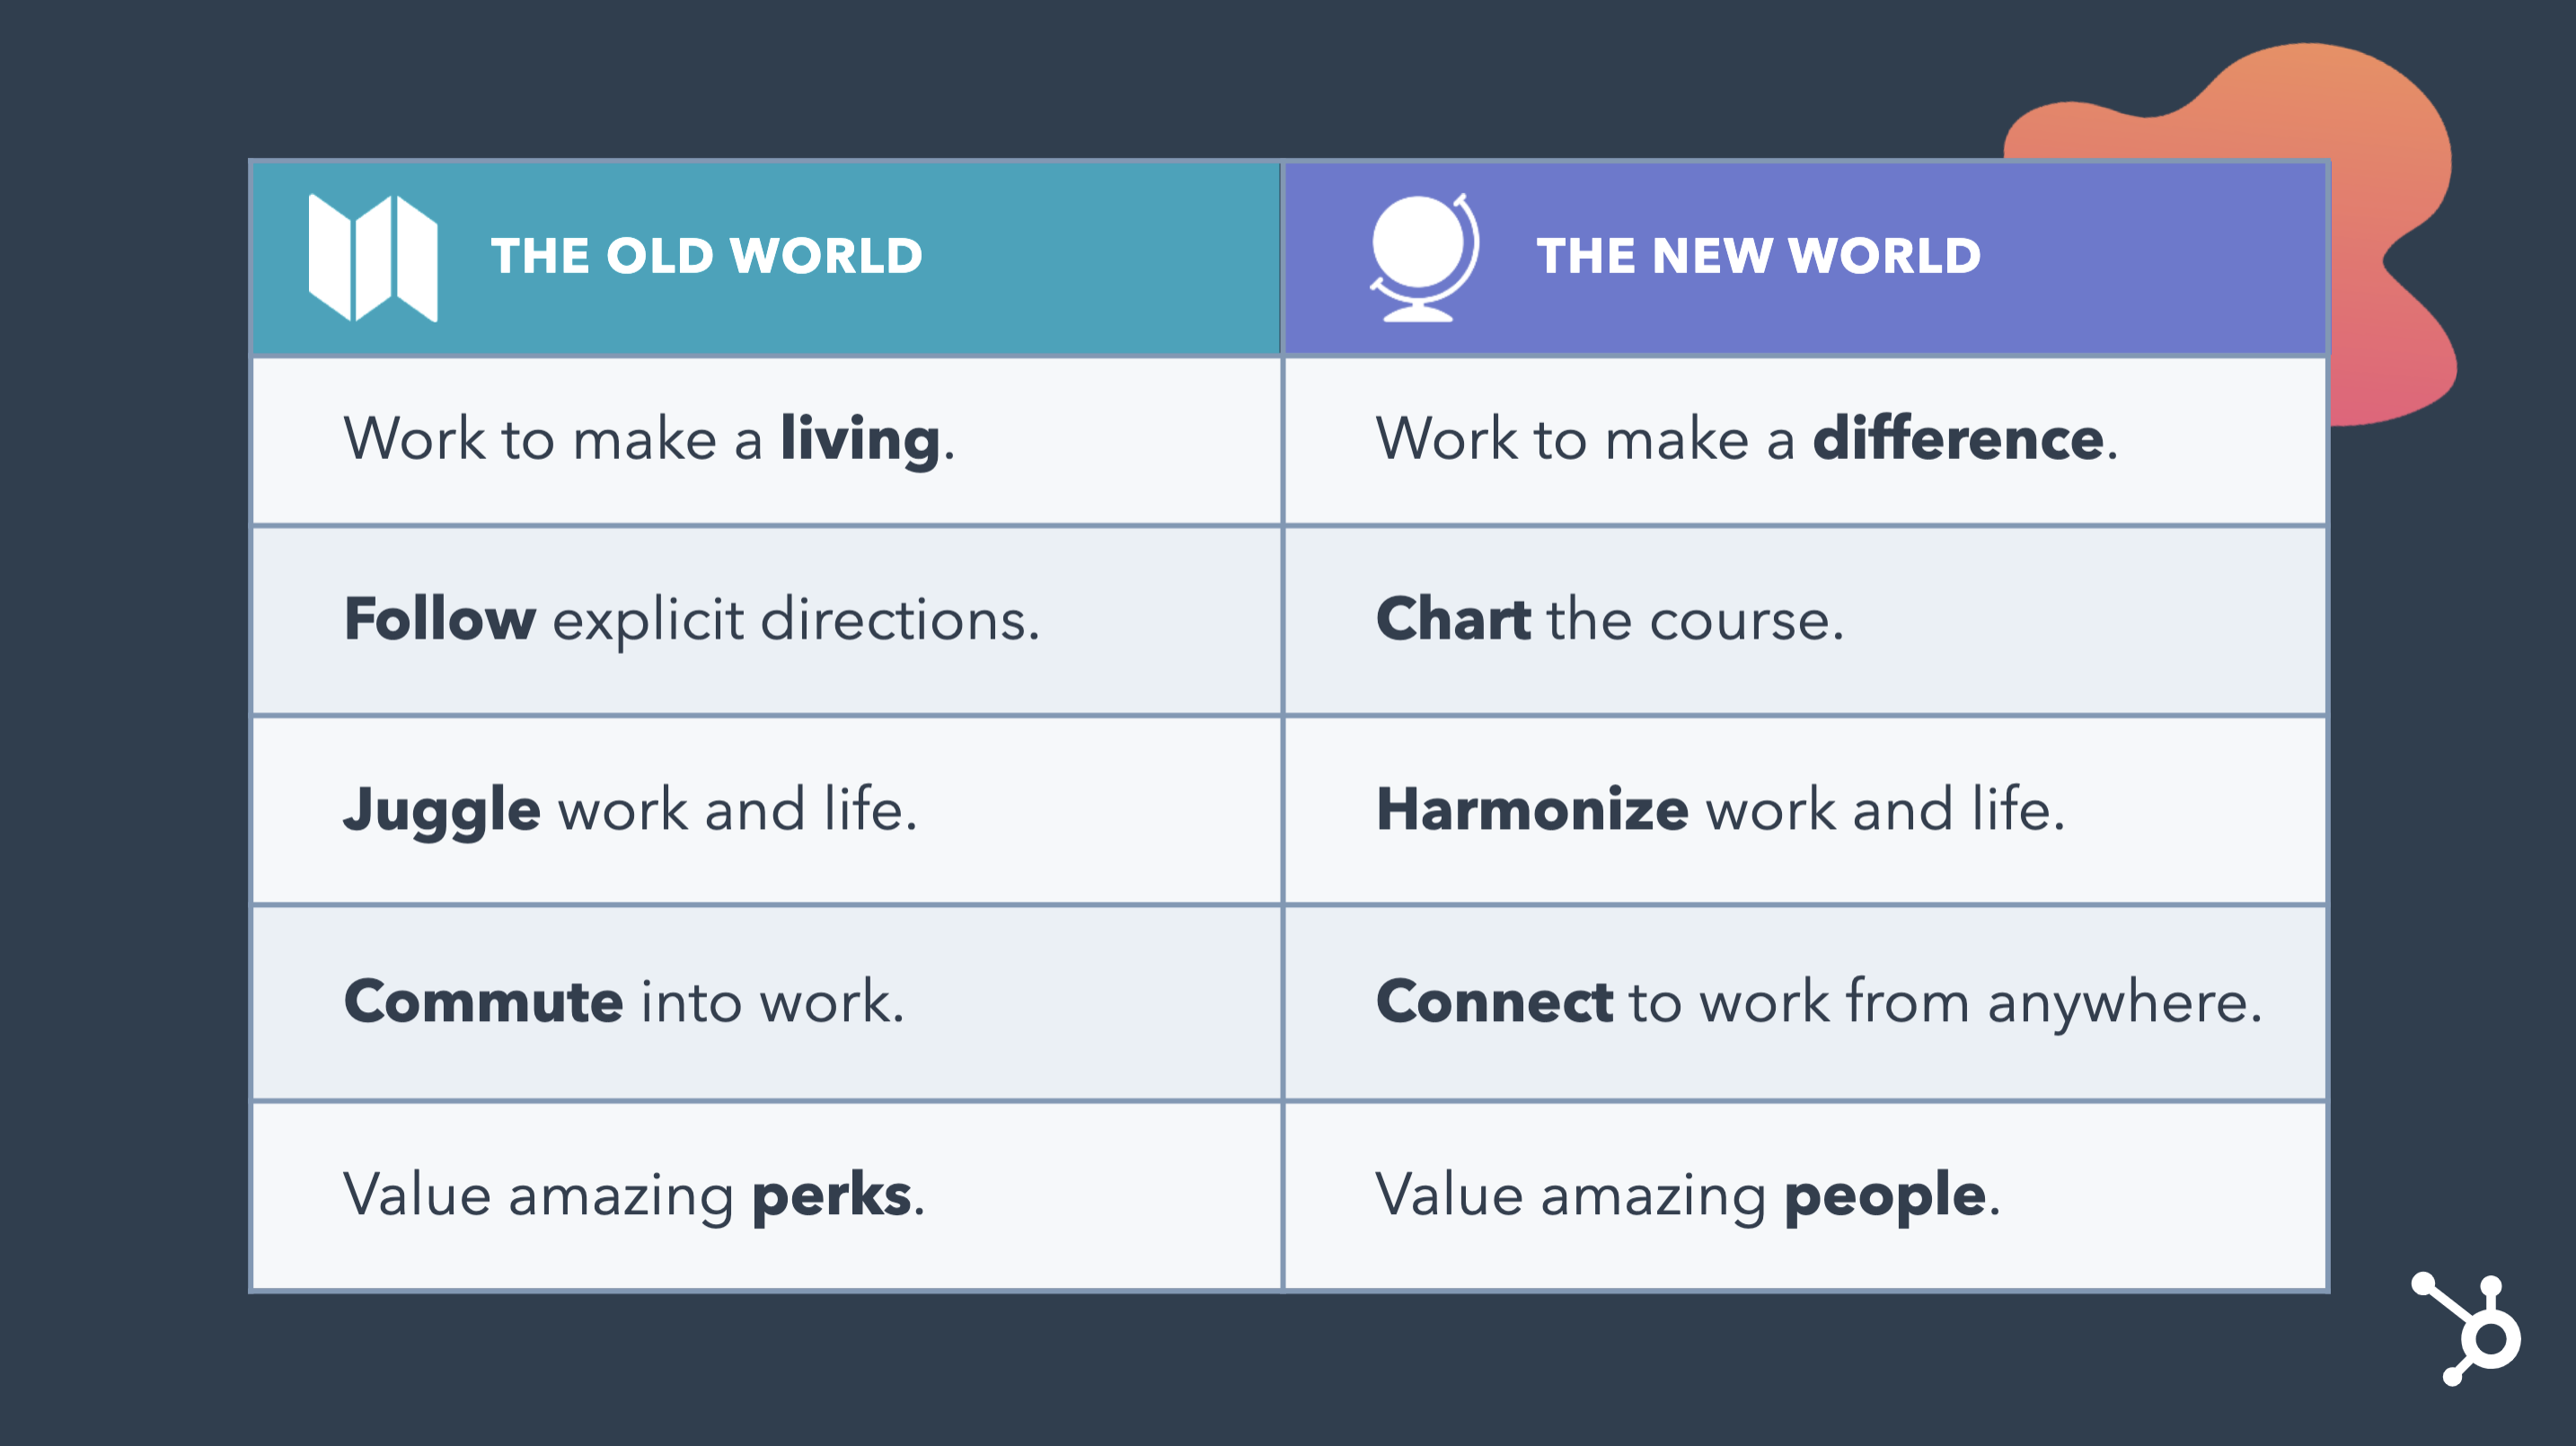 THE OLD WORLD
THE NEW WORLD
Work to make a living.
Work to make a difference.
Follow explicit directions.
Chart the course.
Juggle work and life.
Harmonize work and life.
Commute into work.
Connect to work from anywhere.
Value amazing perks.
Value amazing people.